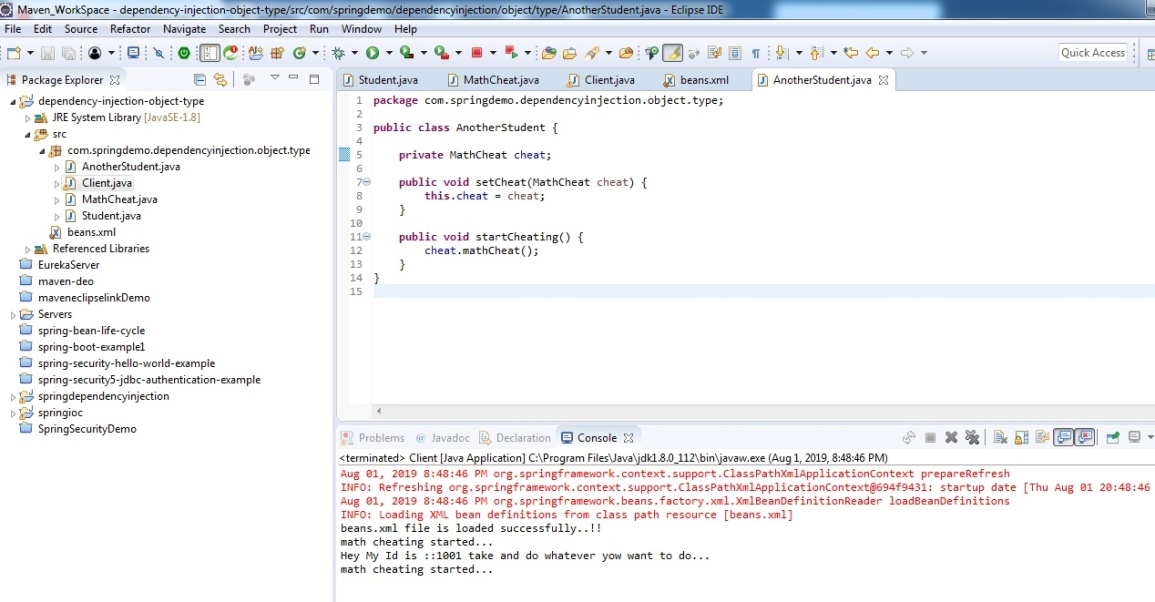 Maven_WorkSpace - dependency-injection-object-type/src/com/springdemo/dependencyinjection/object/type/AnotherStudent.java - Eclipse IDE
File Edit Source Refactor Navigate Search Project Run Window Help
Quick Access
Package Explorer
dependency-injection-object-type
JRE System Library [JavaSE-1.8]
src
com.springdemo.dependencyinjection.object.type
AnotherStudent.java
Client.java
MathCheat.java
Student.java
beans.xml
Referenced Libraries
EurekaServer
maven-deo
maveneclipselinkDemo
Servers
spring-bean-life-cycle
spring-boot-example1
spring-security-hello-world-example
spring-security5-jdbc-authentication-example
springdependencyinjection
springioc
SpringSecurityDemo
Student.java MathCheat.java Client.java beans.xml AnotherStudent.java
1 package com.springdemo.dependencyinjection.object.type;
2
3 public class AnotherStudent {
4
5 private MathCheat cheat;
6
7 public void setCheat(MathCheat cheat) {
8 this.cheat = cheat;
9 }
10
11 public void startCheating() {
12 cheat.mathCheat();
13 }
14 }
15
Problems @ Javadoc Declaration Console
<terminated> Client [Java Application] C:\Program Files\Java\jdk1.8.0_112\bin\javaw.exe (Aug 1, 2019, 8:48:46 PM)
Aug 01, 2019 8:48:46 PM org.springframework.context.support.ClassPathXmlApplicationContext prepareRefresh
INFO: Refreshing org.springframework.context.support.ClassPathXmlApplicationContext@694f9431: startup date [Thu Aug 01 20:48:46
Aug 01, 2019 8:48:46 PM org.springframework.beans.factory.xml.XmlBeanDefinitionReader loadBeanDefinitions
INFO: Loading XML bean definitions from class path resource [beans.xml]
beans.xml file is loaded successfully..!!
math cheating started...
Hey My Id is ::1001 take and do whatever yow want to do...
math cheating started...